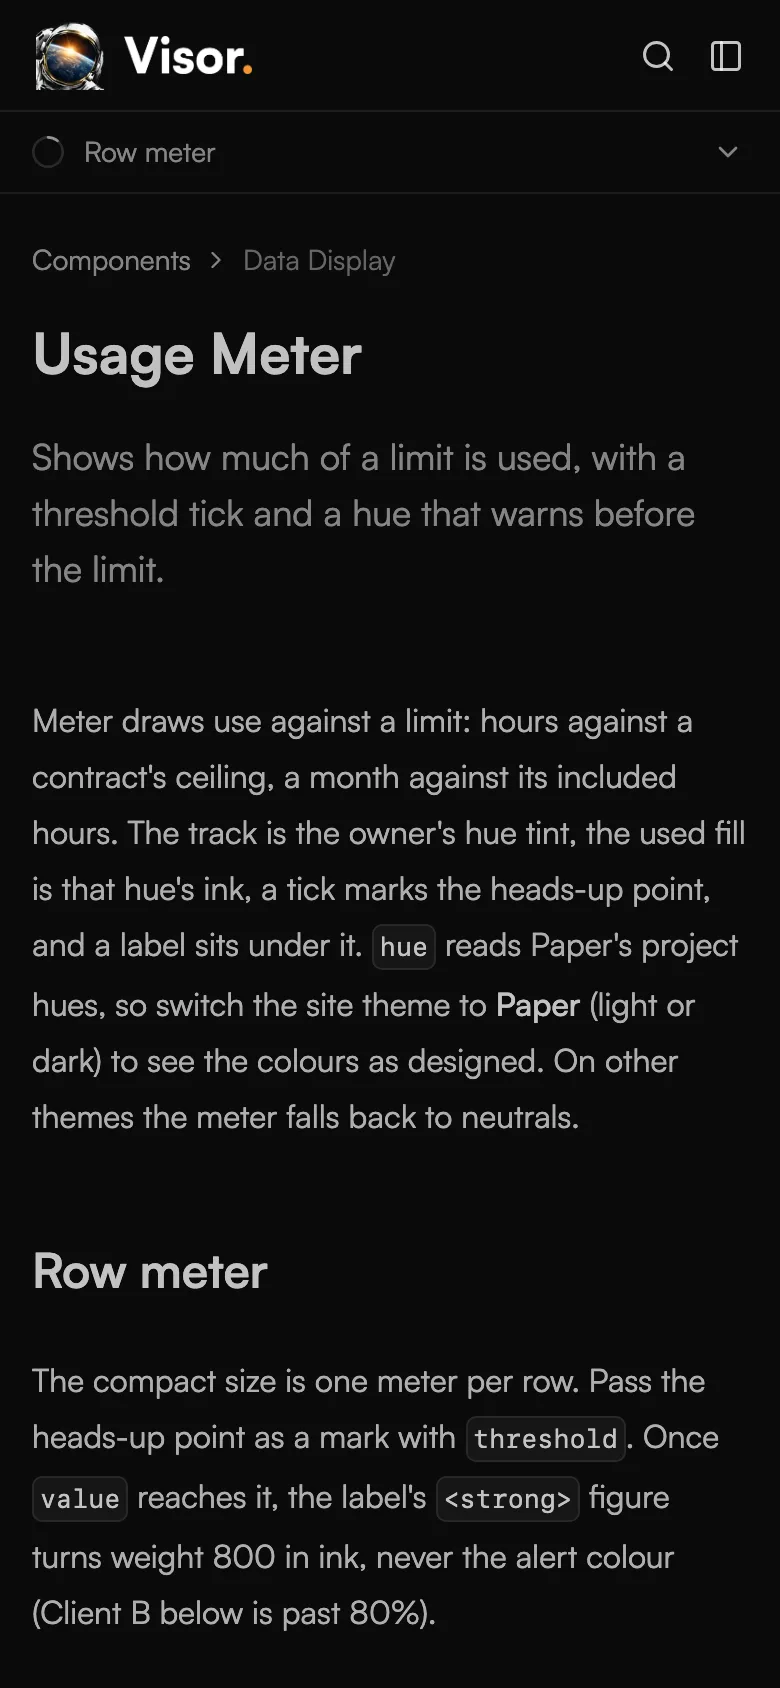 Visor.
Row meter
Components > Data Display
Usage Meter
Shows how much of a limit is used, with a
threshold tick and a hue that warns before
the limit.
Meter draws use against a limit: hours against a
contract's ceiling, a month against its included
hours. The track is the owner's hue tint, the used fill
is that hue's ink, a tick marks the heads-up point,
and a label sits under it. hue reads Paper's project
hues, so switch the site theme to Paper (light or
dark) to see the colours as designed. On other
themes the meter falls back to neutrals.
Row meter
The compact size is one meter per row. Pass the
heads-up point as a mark with threshold. Once
value reaches it, the label's <strong> figure
turns weight 800 in ink, never the alert colour
(Client B below is past 80%).